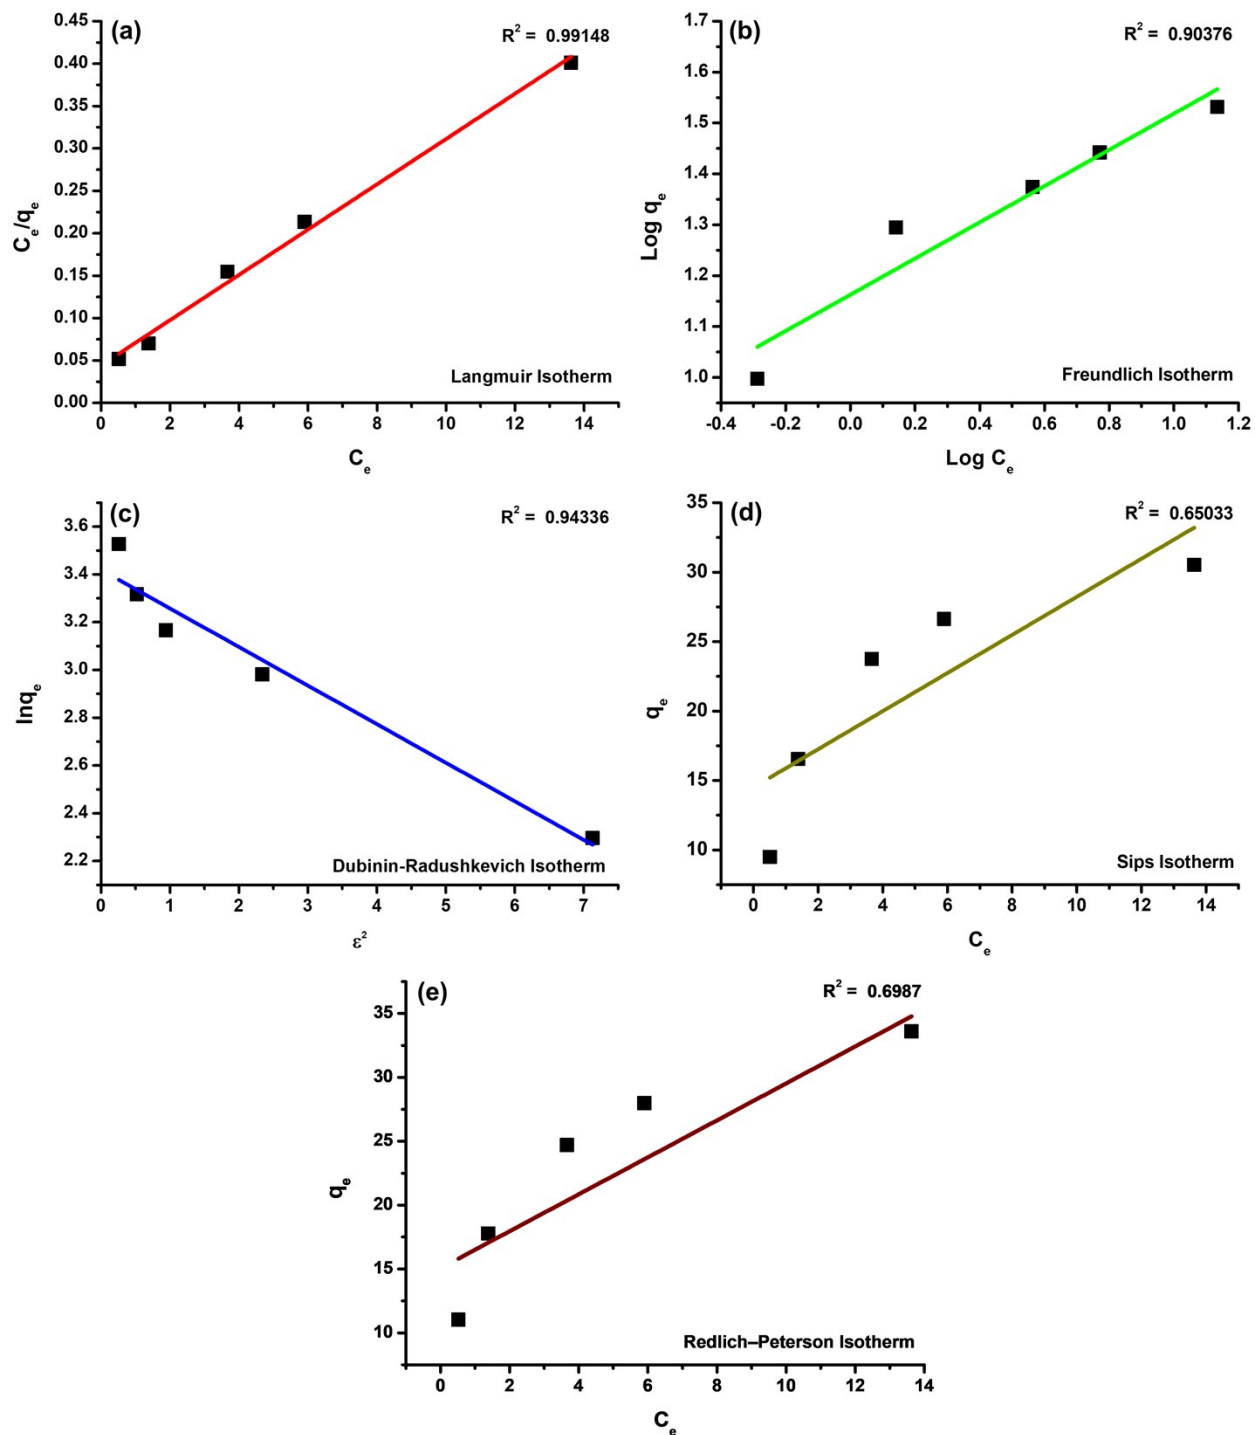 (a)
R² = 0.99148
0.45
0.40
0.35
0.30
0.25
0.20
0.15
0.10
0.05
0.00
Cₑ/qₑ
0 2 4 6 8 10 12 14
Cₑ
Langmuir Isotherm
(b)
R² = 0.90376
1.7
1.6
1.5
1.4
1.3
1.2
1.1
1.0
Log qₑ
-0.4 -0.2 0.0 0.2 0.4 0.6 0.8 1.0 1.2
Log Cₑ
Freundlich Isotherm
(c)
R² = 0.94336
3.6
3.4
3.2
3.0
2.8
2.6
2.4
2.2
lnqₑ
0 1 2 3 4 5 6 7
ε²
Dubinin-Radushkevich Isotherm
(d)
R² = 0.65033
35
30
25
20
15
10
qₑ
0 2 4 6 8 10 12 14
Cₑ
Sips Isotherm
(e)
R² = 0.6987
35
30
25
20
15
10
qₑ
0 2 4 6 8 10 12 14
Cₑ
Redlich–Peterson Isotherm